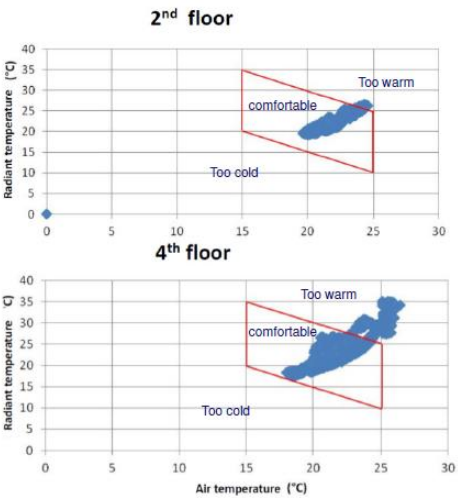 2nd floor
Radiant temperature (°C)
40
35
30
25
20
15
10
5
0
Too warm
comfortable
Too cold
0 5 10 15 20 25 30
4th floor
Radiant temperature °C)
40
35
30
25
20
15
10
5
0
Too warm
comfortable
Too cold
0 5 10 15 20 25 30
Air temperature (°C)